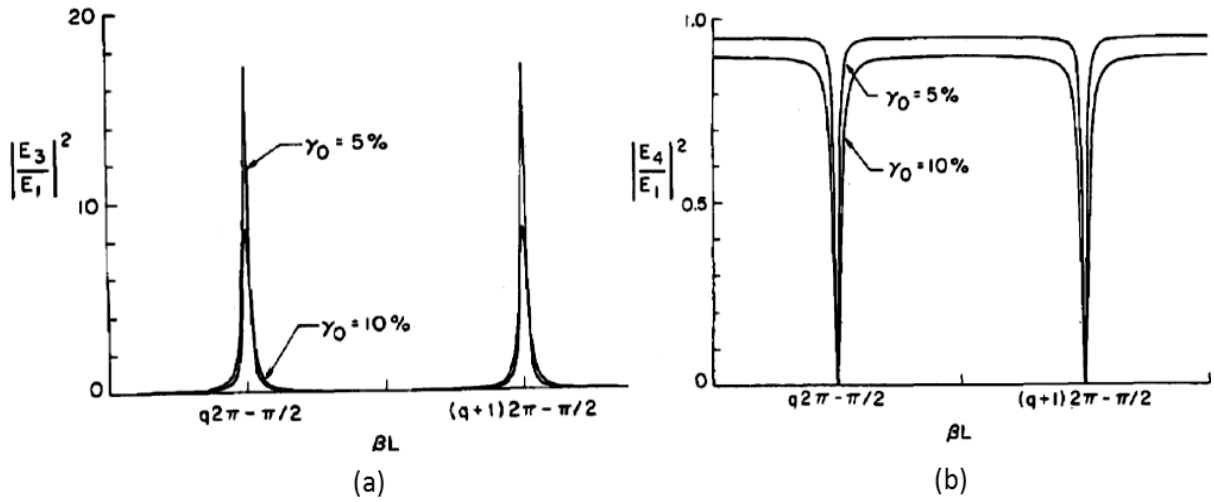 20
10
0
|E3/E1|²
γ0 = 5%
γ0 = 10%
q2π-π/2
(q+1)2π-π/2
βL
(a)
1.0
0.5
0
|E4/E1|²
γ0 = 5%
γ0 = 10%
q2π-π/2
(q+1)2π-π/2
βL
(b)